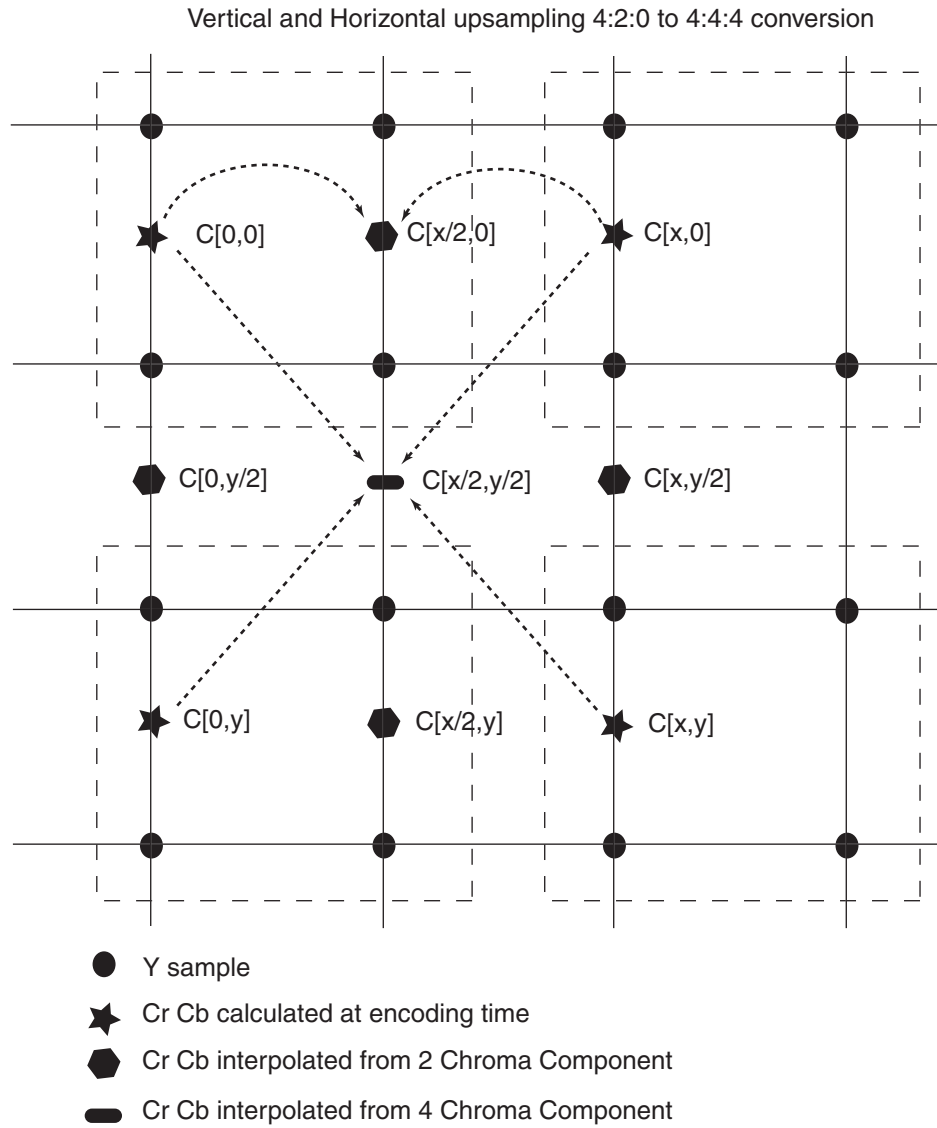 Vertical and Horizontal upsampling 4:2:0 to 4:4:4 conversion
C[0,0]
C[x/2,0]
C[x,0]
C[0,y/2]
C[x/2,y/2]
C[x,y/2]
C[0,y]
C[x/2,y]
C[x,y]
Y sample
Cr Cb calculated at encoding time
Cr Cb interpolated from 2 Chroma Component
Cr Cb interpolated from 4 Chroma Component